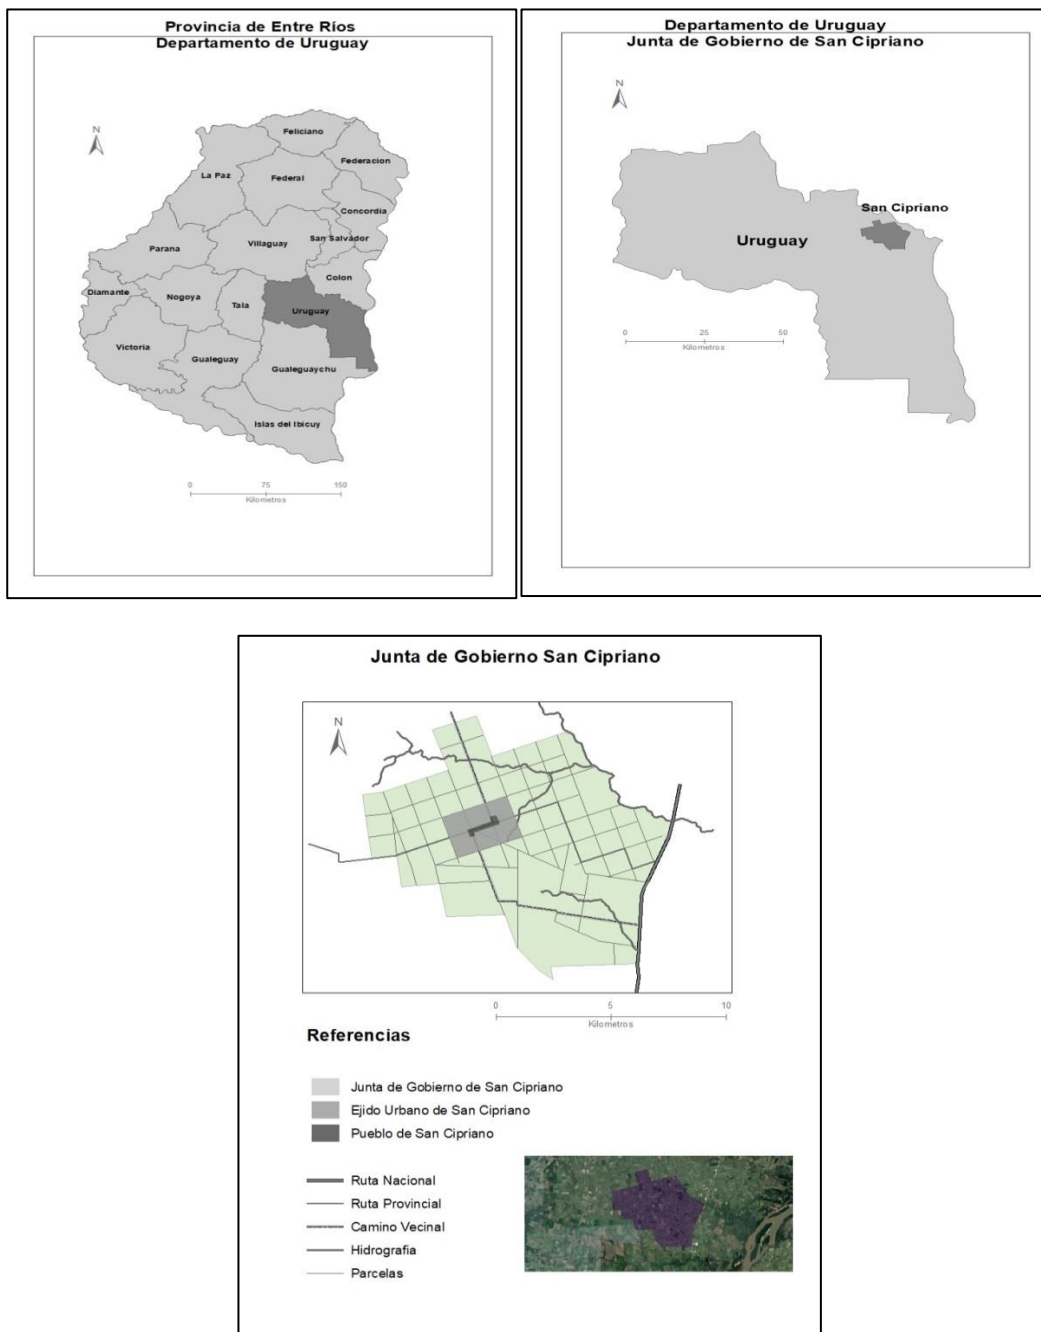 Provincia de Entre Ríos
Departamento de Uruguay
N
Feliciano
Federacion
La Paz
Federal
Concordia
San Salvador
Villaguay
Parana
Colon
Diamante
Nogoya
Tala
Uruguay
Victoria
Gualeguay
Gualeguaychu
Islas del Ibicuy
0 75 150
Kilometros
Departamento de Uruguay
Junta de Gobierno de San Cipriano
N
San Cipriano
Uruguay
0 25 50
Kilometros
Junta de Gobierno San Cipriano
N
0 5 10
Kilometros
Referencias
Junta de Gobierno de San Cipriano
Ejido Urbano de San Cipriano
Pueblo de San Cipriano
Ruta Nacional
Ruta Provincial
Camino Vecinal
Hidrografia
Parcelas